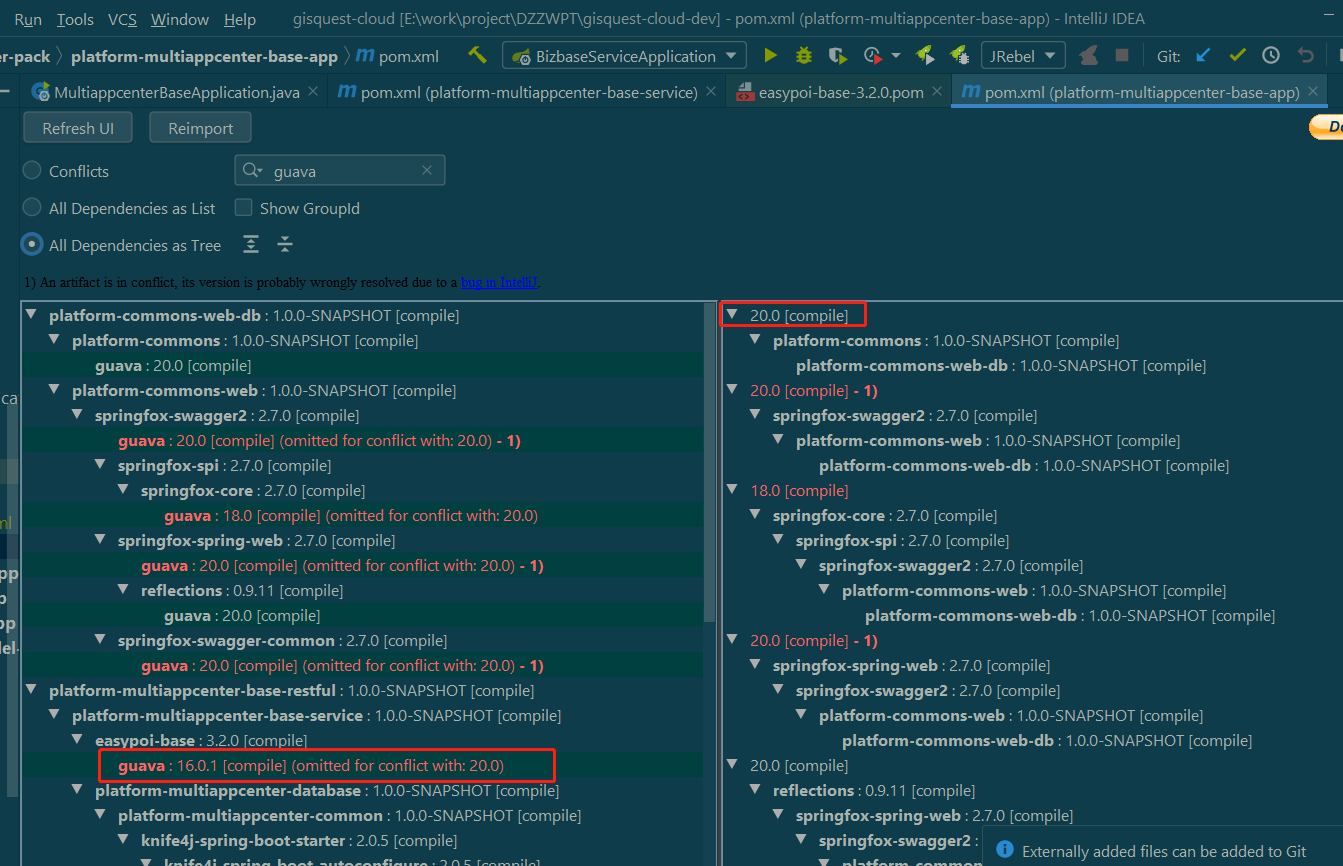 Run Tools VCS Window Help gisquest-cloud [E:\work\project\DZZWPT\gisquest-cloud-dev] - pom.xml (platform-multiappcenter-base-app) - IntelliJ IDEA
er-pack platform-multiappcenter-base-app m pom.xml BizbaseServiceApplication JRebel Git:
MultiappcenterBaseApplication.java m pom.xml (platform-multiappcenter-base-service) easypoi-base-3.2.0.pom m pom.xml (platform-multiappcenter-base-app)
Refresh UI Reimport
Conflicts guava
All Dependencies as List Show GroupId
All Dependencies as Tree
1) An artifact is in conflict, its version is probably wrongly resolved due to a bug in IntelliJ.
platform-commons-web-db : 1.0.0-SNAPSHOT [compile]
platform-commons : 1.0.0-SNAPSHOT [compile]
guava : 20.0 [compile]
platform-commons-web : 1.0.0-SNAPSHOT [compile]
springfox-swagger2 : 2.7.0 [compile]
guava : 20.0 [compile] (omitted for conflict with: 20.0) - 1)
springfox-spi : 2.7.0 [compile]
springfox-core : 2.7.0 [compile]
guava : 18.0 [compile] (omitted for conflict with: 20.0)
springfox-spring-web : 2.7.0 [compile]
guava : 20.0 [compile] (omitted for conflict with: 20.0) - 1)
reflections : 0.9.11 [compile]
guava : 20.0 [compile]
springfox-swagger-common : 2.7.0 [compile]
guava : 20.0 [compile] (omitted for conflict with: 20.0) - 1)
platform-multiappcenter-base-restful : 1.0.0-SNAPSHOT [compile]
platform-multiappcenter-base-service : 1.0.0-SNAPSHOT [compile]
easypoi-base : 3.2.0 [compile]
guava : 16.0.1 [compile] (omitted for conflict with: 20.0)
platform-multiappcenter-database : 1.0.0-SNAPSHOT [compile]
platform-multiappcenter-common : 1.0.0-SNAPSHOT [compile]
knife4j-spring-boot-starter : 2.0.5 [compile]
knife4j-spring-boot-autoconfigure : 2.0.5 [compile]
20.0 [compile]
platform-commons : 1.0.0-SNAPSHOT [compile]
platform-commons-web-db : 1.0.0-SNAPSHOT [compile]
20.0 [compile] - 1)
springfox-swagger2 : 2.7.0 [compile]
platform-commons-web : 1.0.0-SNAPSHOT [compile]
platform-commons-web-db : 1.0.0-SNAPSHOT [compile]
18.0 [compile]
springfox-core : 2.7.0 [compile]
springfox-spi : 2.7.0 [compile]
springfox-swagger2 : 2.7.0 [compile]
platform-commons-web : 1.0.0-SNAPSHOT [compile]
platform-commons-web-db : 1.0.0-SNAPSHOT [compile]
20.0 [compile] - 1)
springfox-spring-web : 2.7.0 [compile]
springfox-swagger2 : 2.7.0 [compile]
platform-commons-web : 1.0.0-SNAPSHOT [compile]
platform-commons-web-db : 1.0.0-SNAPSHOT [compile]
20.0 [compile]
reflections : 0.9.11 [compile]
springfox-spring-web : 2.7.0 [compile]
springfox-swagger2 :
platform-common
Externally added files can be added to Git